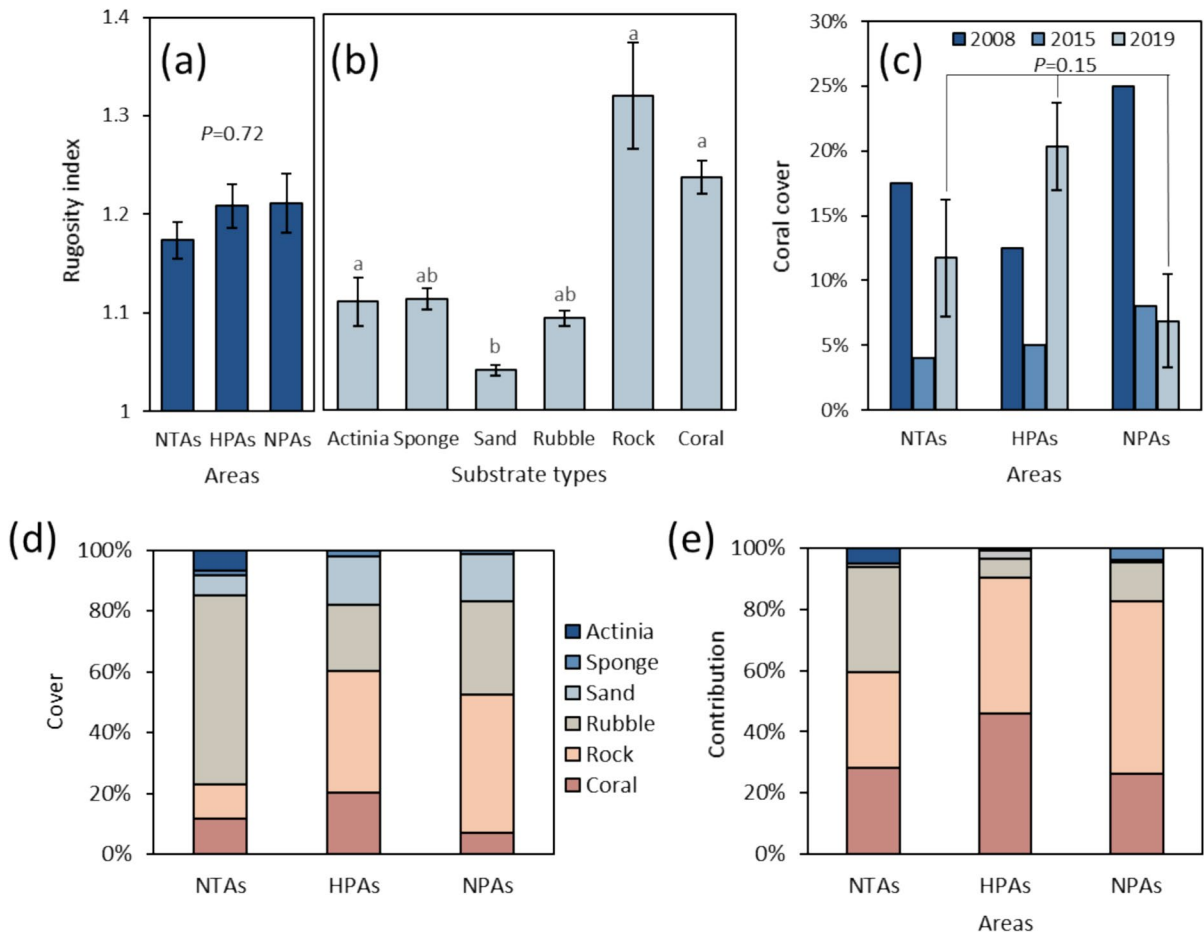 (a)
1.4
1.3
1.2
1.1
1
Rugosity index
P=0.72
NTAs HPAs NPAs
Areas
(b)
a
ab
b
ab
a
a
Actinia Sponge Sand Rubble Rock Coral
Substrate types
(c)
30%
25%
20%
15%
10%
5%
0%
Coral cover
2008 2015 2019
P=0.15
NTAs HPAs NPAs
Areas
(d)
100%
80%
60%
40%
20%
0%
Cover
NTAs HPAs NPAs
Actinia
Sponge
Sand
Rubble
Rock
Coral
(e)
100%
80%
60%
40%
20%
0%
Contribution
NTAs HPAs NPAs
Areas